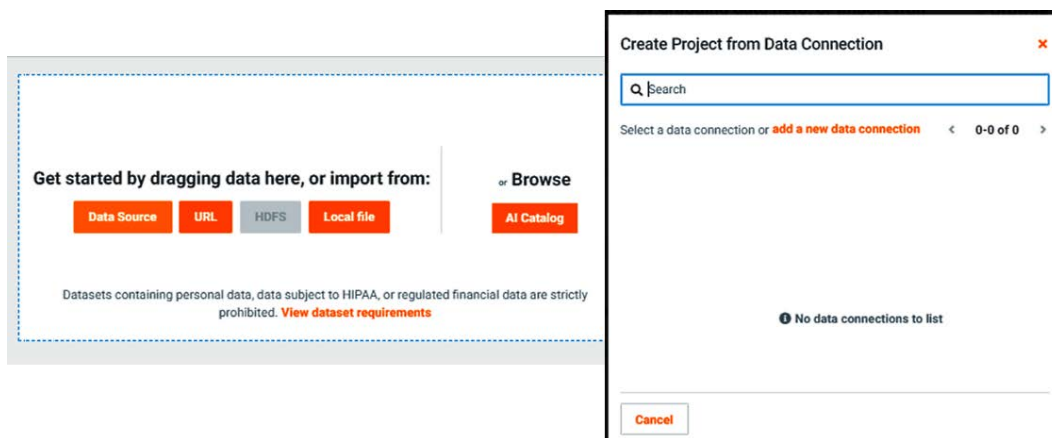 Get started by dragging data here, or import from:
Data Source
URL
HDFS
Local file
or Browse
AI Catalog
Datasets containing personal data, data subject to HIPAA, or regulated financial data are strictly
prohibited. View dataset requirements
Create Project from Data Connection
Search
Select a data connection or add a new data connection
0-0 of 0
No data connections to list
Cancel